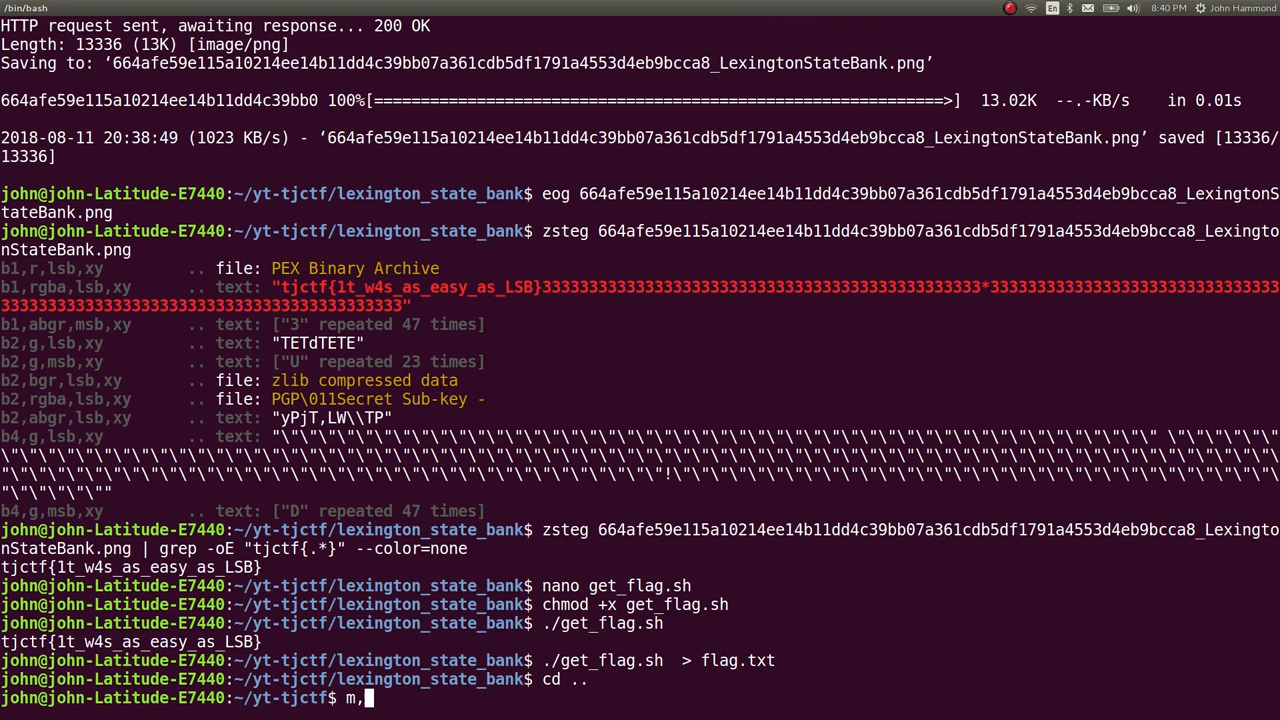 /bin/bash
En 8:40 PM John Hammond
HTTP request sent, awaiting response... 200 OK
Length: 13336 (13K) [image/png]
Saving to: ‘664afe59e115a10214ee14b11dd4c39bb07a361cdb5df1791a4553d4eb9bcca8_LexingtonStateBank.png’
664afe59e115a10214ee14b11dd4c39bb0 100%[=============================================================>] 13.02K --.-KB/s in 0.01s
2018-08-11 20:38:49 (1023 KB/s) - ‘664afe59e115a10214ee14b11dd4c39bb07a361cdb5df1791a4553d4eb9bcca8_LexingtonStateBank.png’ saved [13336/
13336]
john@john-Latitude-E7440:~/yt-tjctf/lexington_state_bank$ eog 664afe59e115a10214ee14b11dd4c39bb07a361cdb5df1791a4553d4eb9bcca8_LexingtonS
tateBank.png
john@john-Latitude-E7440:~/yt-tjctf/lexington_state_bank$ zsteg 664afe59e115a10214ee14b11dd4c39bb07a361cdb5df1791a4553d4eb9bcca8_Lexingto
nStateBank.png
b1,r,lsb,xy .. file: PEX Binary Archive
b1,rgba,lsb,xy .. text: "tjctf{1t_w4s_as_easy_as_LSB}33333333333333333333333333333333333333333333333*3333333333333333333333333333333
3333333333333333333333333333333333333333333"
b1,abgr,msb,xy .. text: ["3" repeated 47 times]
b2,g,lsb,xy .. text: "TETdTETE"
b2,g,msb,xy .. text: ["U" repeated 23 times]
b2,bgr,lsb,xy .. file: zlib compressed data
b2,rgba,lsb,xy .. file: PGP\011Secret Sub-key -
b2,abgr,lsb,xy .. text: "yPjT,LW\\TP"
b4,g,lsb,xy .. text: "\"\"\"\"\"\"\"\"\"\"\"\"\"\"\"\"\"\"\"\"\"\"\"\"\"\"\"\"\"\"\"\"\"\"\"\"\"\"\"\"\"\"\"\"\"\"\" \"\"\"\"\"\
"\"\"\"\"\"\"\"\"\"\"\"\"\"\"\"\"\"\"\"\"\"\"\"\"\"\"\"\"\"\"\"\"\"\"\"\"\"\"\"\"\"\"\"\"\"\"\"\"\"\"\"\"\"\"\"\"\"\"\"\"\"\"\"\"\"\"\"\"\
"\"\"\"\"\"\"\"\"\"\"\"\"\"\"\"\"\"\"\"\"\"\"\"\"\"\"\"\"\"\"\"\"\"\"\"!\"\"\"\"\"\"\"\"\"\"\"\"\"\"\"\"\"\"\"\"\"\"\"\"\"\"\"\"\"\"\"\"\
"\"\"\"\"\""
b4,g,msb,xy .. text: ["D" repeated 47 times]
john@john-Latitude-E7440:~/yt-tjctf/lexington_state_bank$ zsteg 664afe59e115a10214ee14b11dd4c39bb07a361cdb5df1791a4553d4eb9bcca8_Lexingto
nStateBank.png | grep -oE "tjctf{.*}" --color=none
tjctf{1t_w4s_as_easy_as_LSB}
john@john-Latitude-E7440:~/yt-tjctf/lexington_state_bank$ nano get_flag.sh
john@john-Latitude-E7440:~/yt-tjctf/lexington_state_bank$ chmod +x get_flag.sh
john@john-Latitude-E7440:~/yt-tjctf/lexington_state_bank$ ./get_flag.sh
tjctf{1t_w4s_as_easy_as_LSB}
john@john-Latitude-E7440:~/yt-tjctf/lexington_state_bank$ ./get_flag.sh  > flag.txt
john@john-Latitude-E7440:~/yt-tjctf/lexington_state_bank$ cd ..
john@john-Latitude-E7440:~/yt-tjctf$ m,